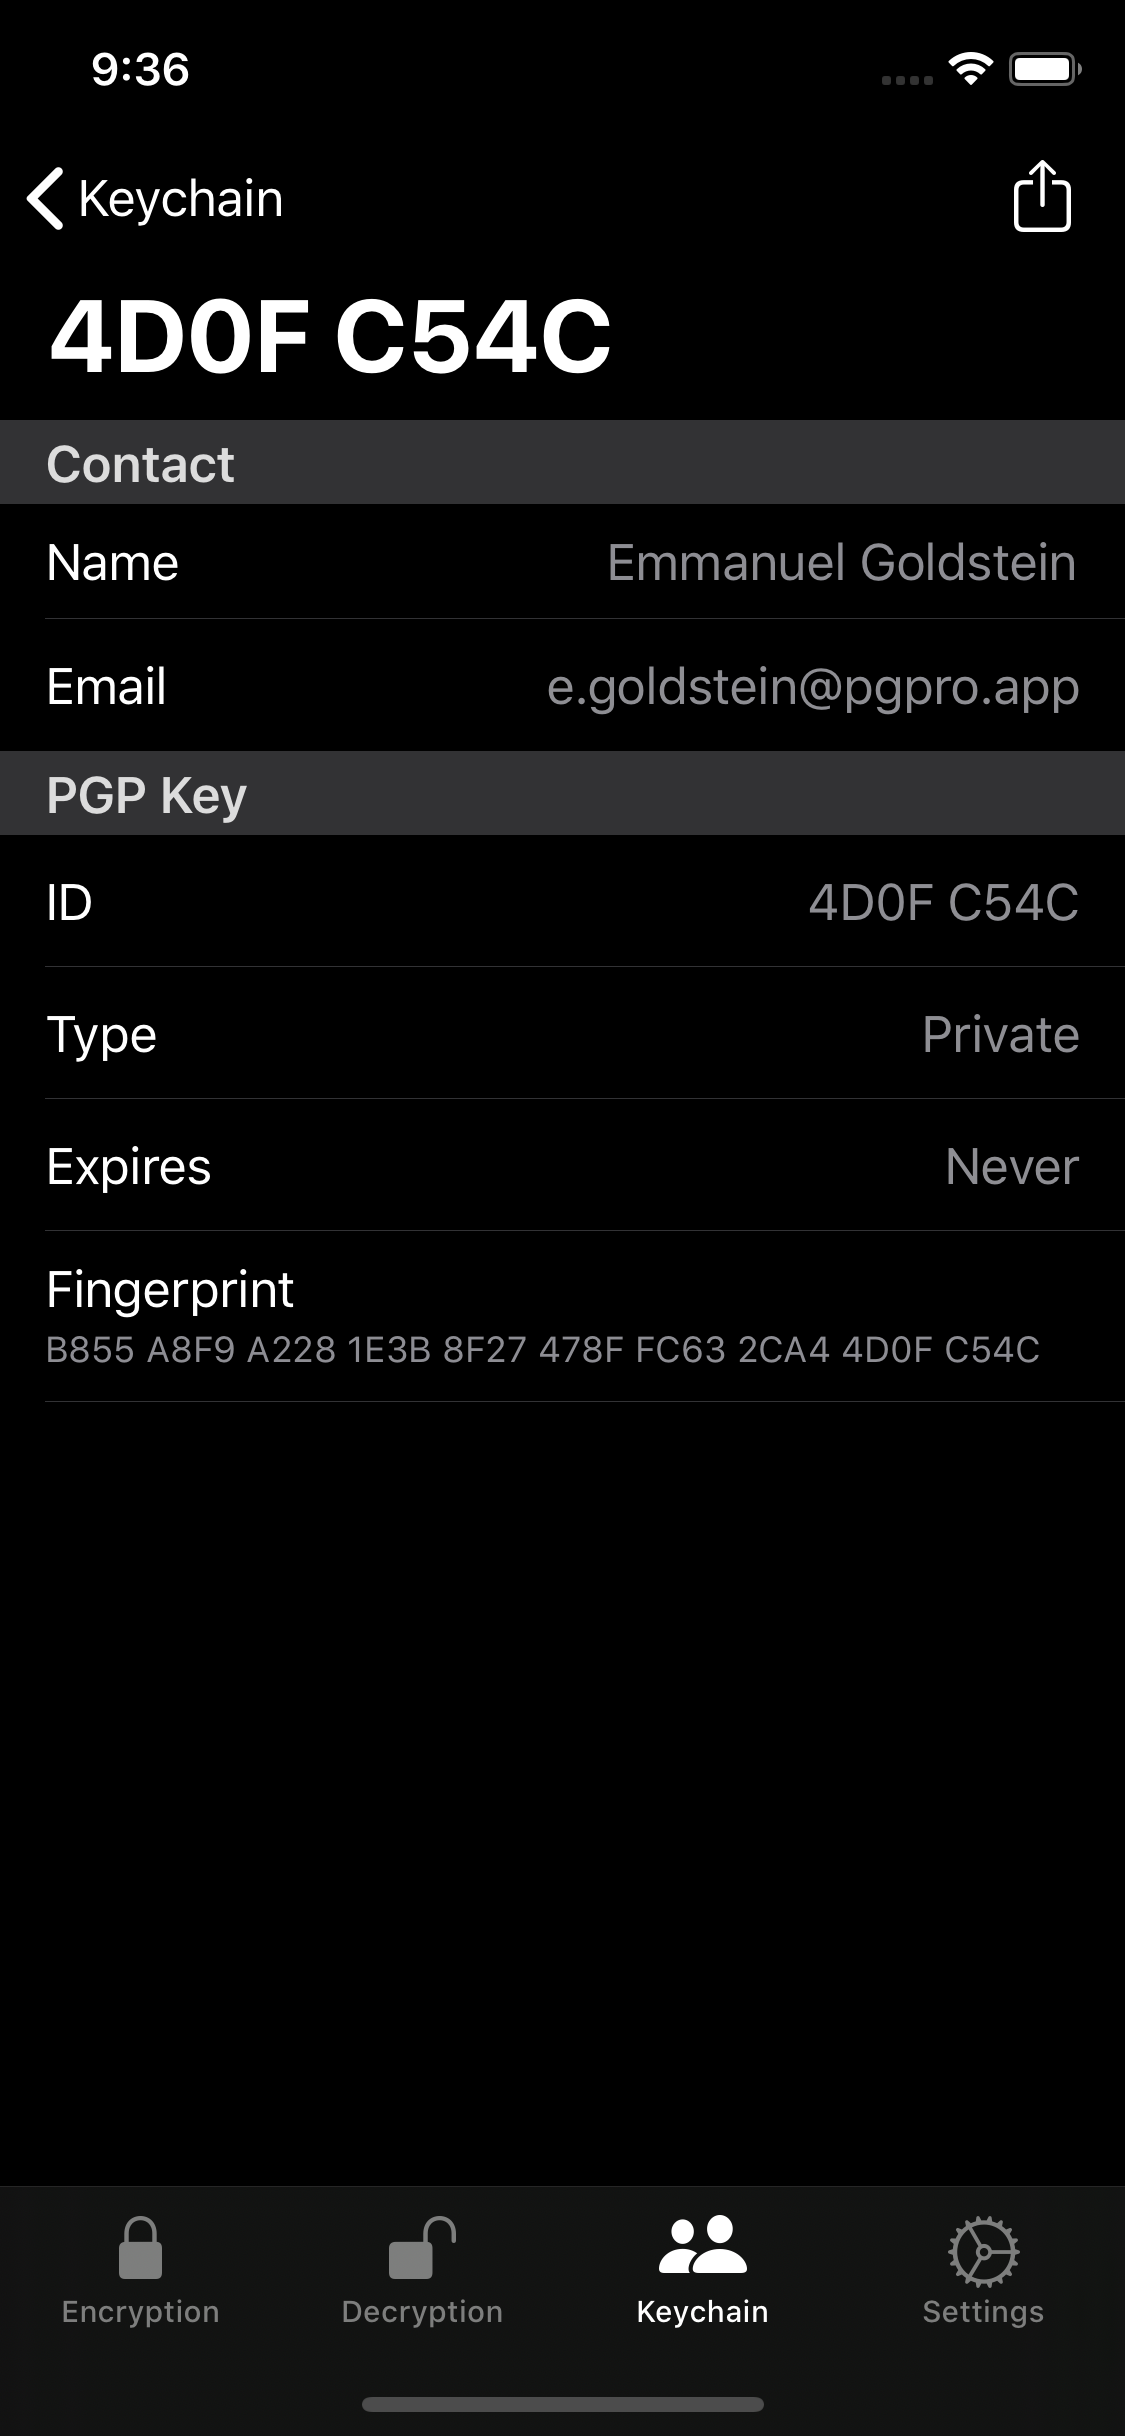 9:36
Keychain
4D0F C54C
Contact
Name Emmanuel Goldstein
Email e.goldstein@pgpro.app
PGP Key
ID 4D0F C54C
Type Private
Expires Never
Fingerprint
B855 A8F9 A228 1E3B 8F27 478F FC63 2CA4 4D0F C54C
Encryption Decryption Keychain Settings